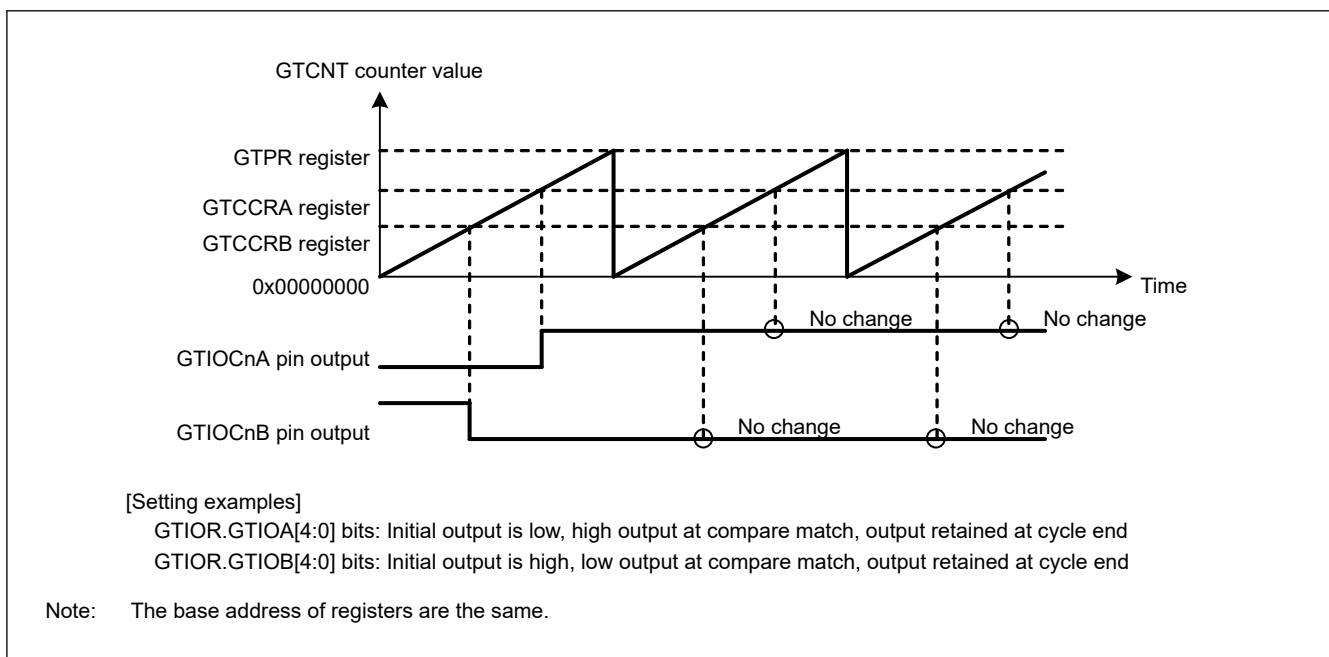 GTCNT counter value
GTPR register
GTCCRA register
GTCCRB register
0x00000000
Time
No change
No change
GTIOCnA pin output
No change
No change
GTIOCnB pin output
[Setting examples]
GTIOR.GTIOA[4:0] bits: Initial output is low, high output at compare match, output retained at cycle end
GTIOR.GTIOB[4:0] bits: Initial output is high, low output at compare match, output retained at cycle end
Note: The base address of registers are the same.